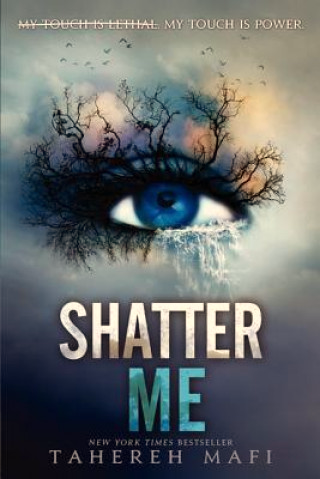 MY TOUCH IS LETHAL. MY TOUCH IS POWER.
SHATTER
ME
NEW YORK TIMES BESTSELLER
TAHEREH MAFI